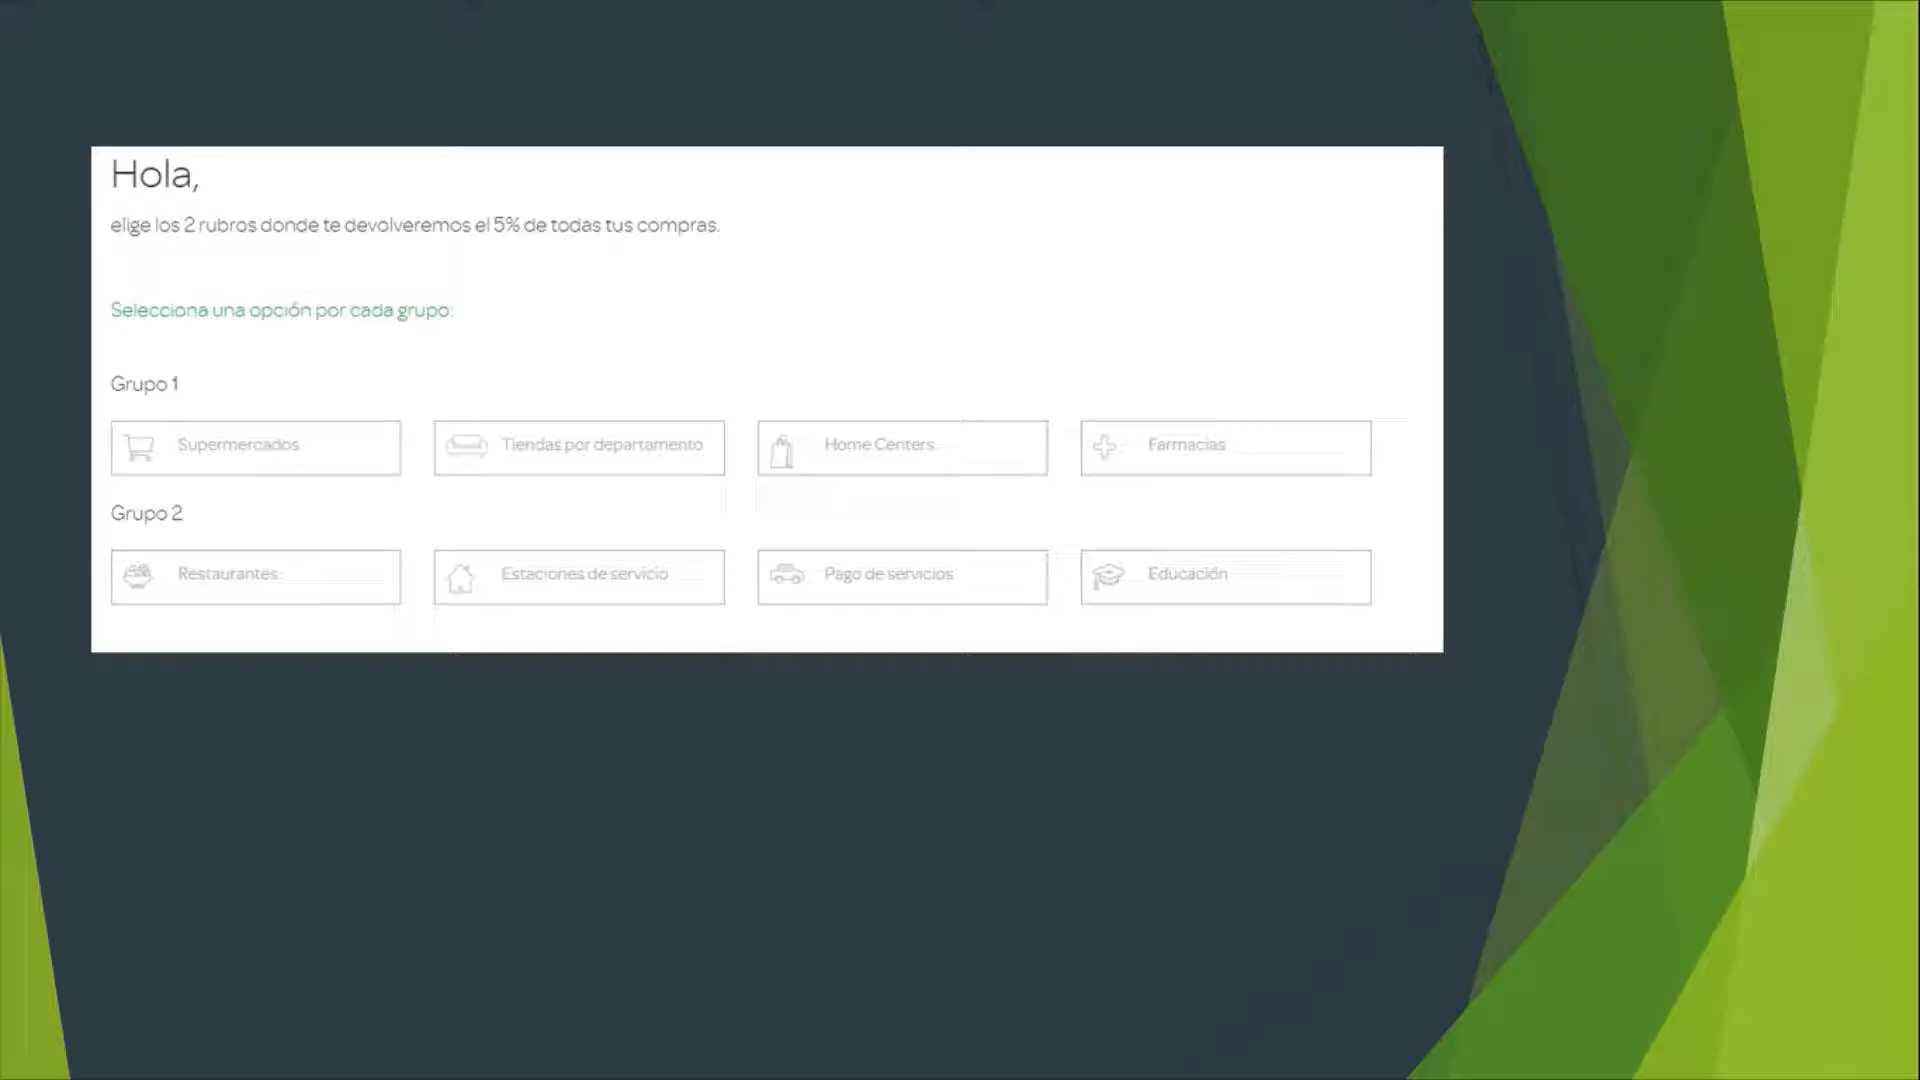 Hola,
elige los 2 rubros donde te devolveremos el 5% de todas tus compras.
Selecciona una opción por cada grupo:
Grupo 1
Supermercados Tiendas por departamento Home Centers Farmacias
Grupo 2
Restaurantes Estaciones de servicio Pago de servicios Educación